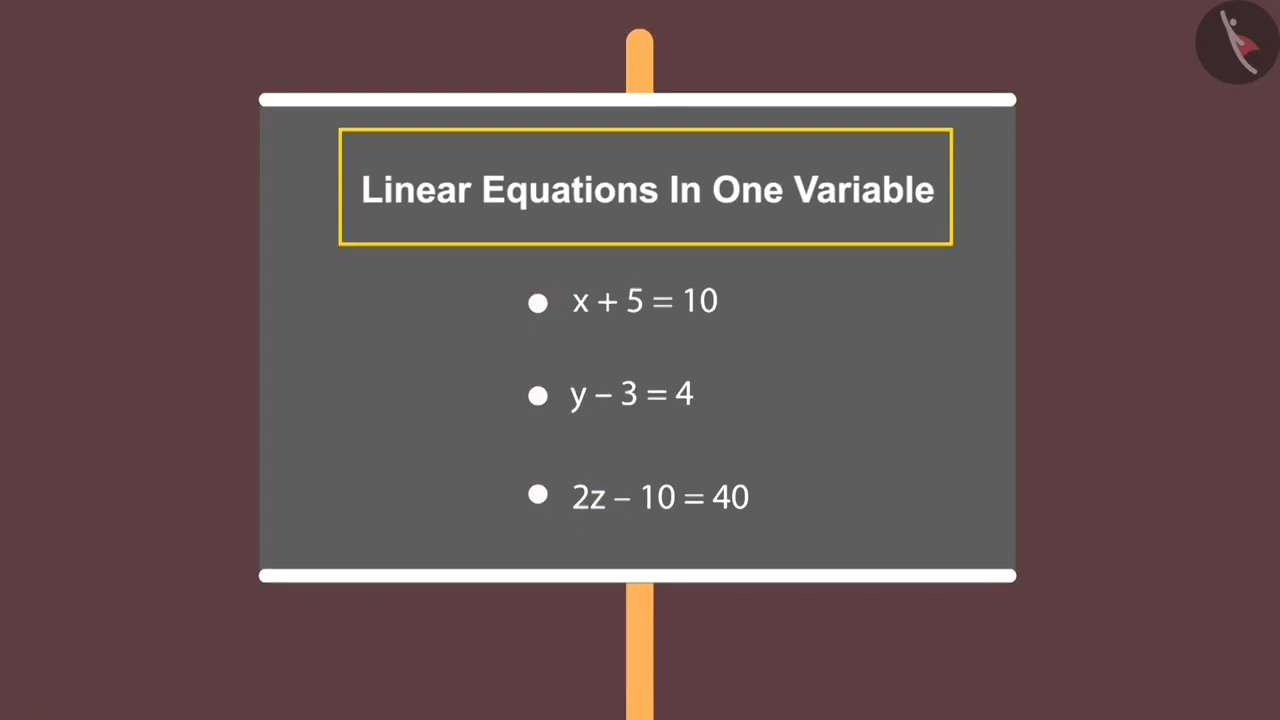 Linear Equations In One Variable
x + 5 = 10
y – 3 = 4
2z – 10 = 40